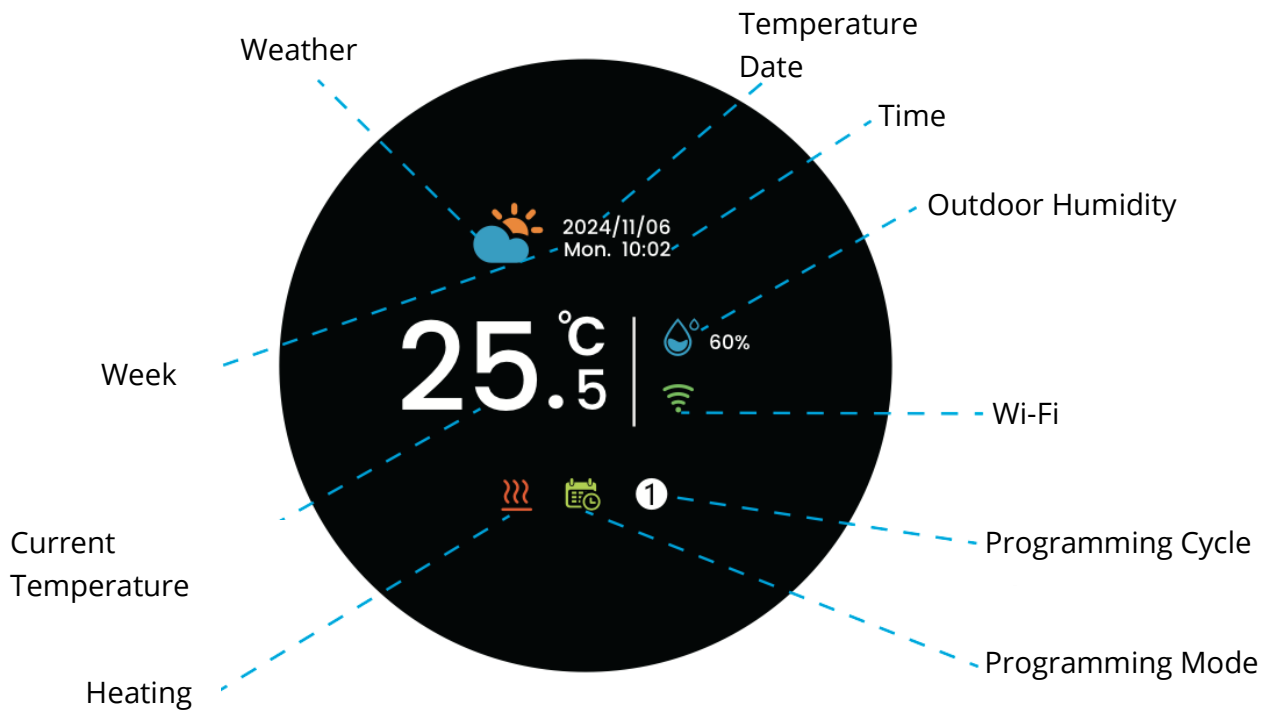 Temperature
Date
Weather
Time
Outdoor Humidity
2024/11/06
Mon. 10:02
25.5 °C
60%
Week
Wi-Fi
1
Current
Temperature
Programming Cycle
Programming Mode
Heating